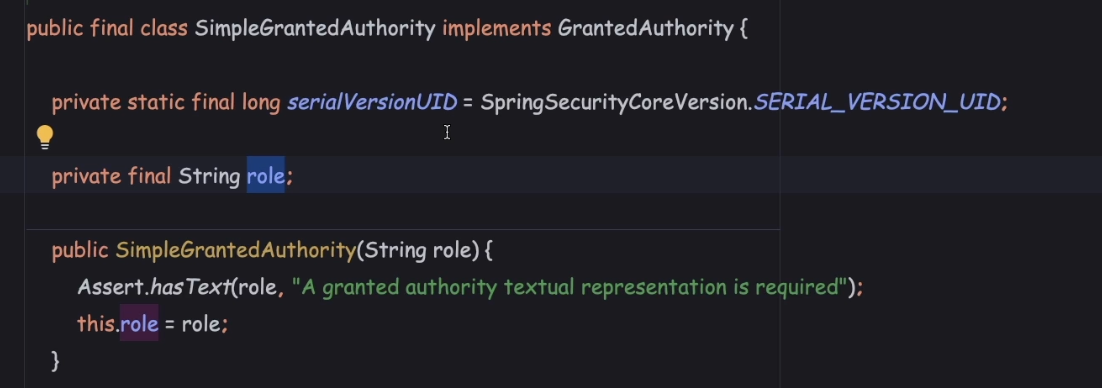 public final class SimpleGrantedAuthority implements GrantedAuthority {
private static final long serialVersionUID = SpringSecurityCoreVersion.SERIAL_VERSION_UID;
private final String role;
public SimpleGrantedAuthority(String role) {
Assert.hasText(role, "A granted authority textual representation is required");
this.role = role;
}